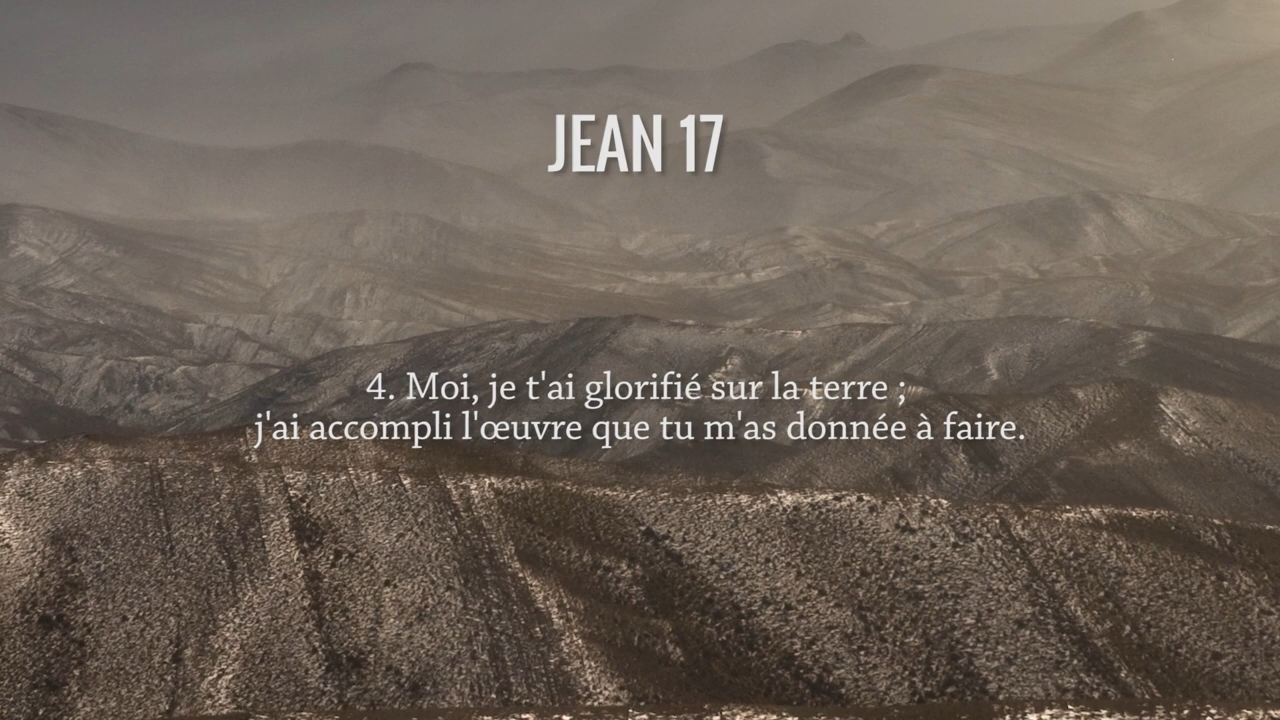 JEAN 17
4. Moi, je t'ai glorifié sur la terre ;
j'ai accompli l'œuvre que tu m'as donnée à faire.